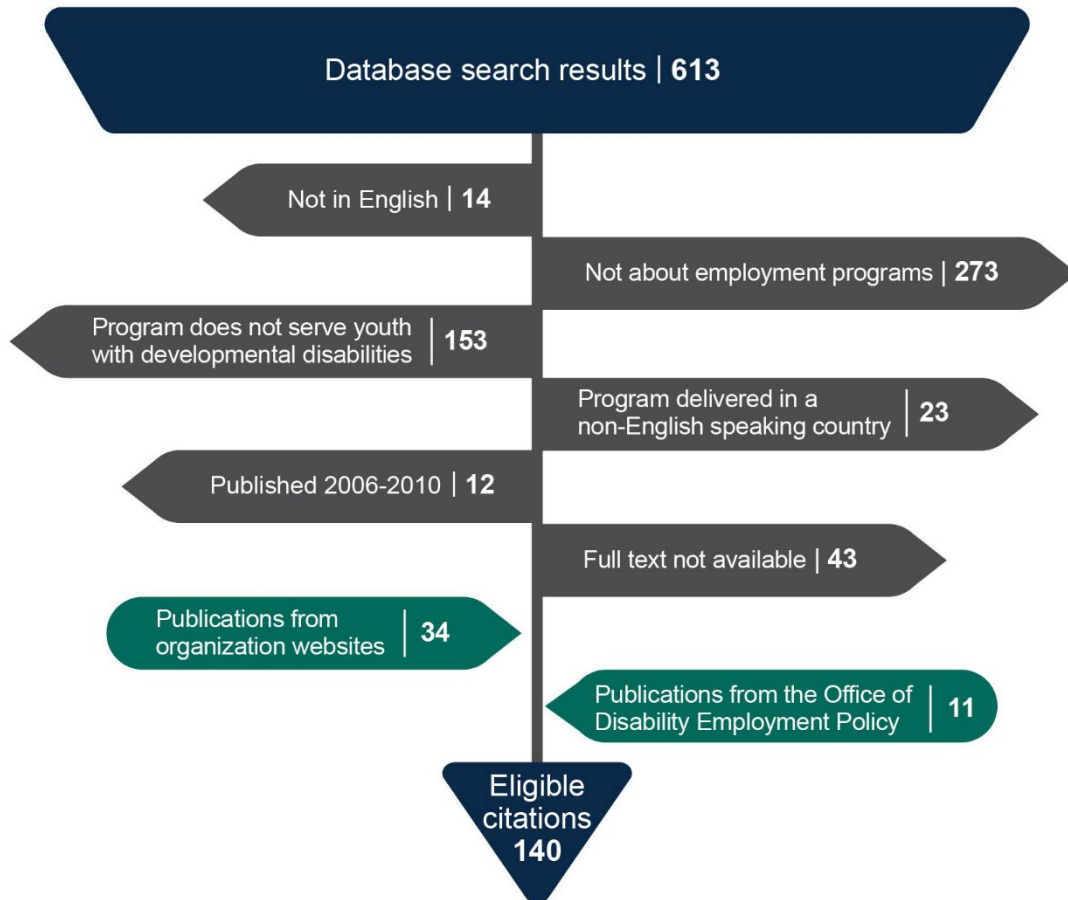 Database search results | 613
Not in English | 14
Not about employment programs | 273
Program does not serve youth
with developmental disabilities | 153
Program delivered in a
non-English speaking country | 23
Published 2006-2010 | 12
Full text not available | 43
Publications from
organization websites | 34
Publications from the Office of
Disability Employment Policy | 11
Eligible
citations
140